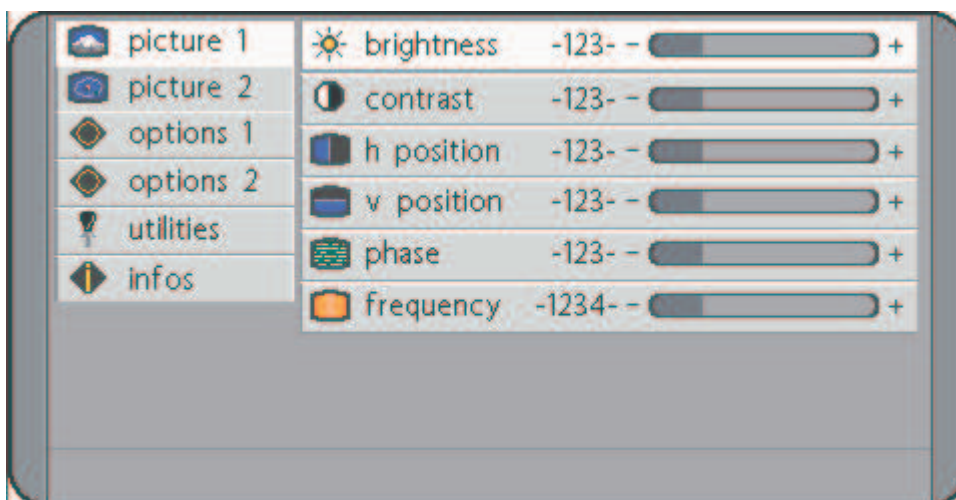 picture 1
picture 2
options 1
options 2
utilities
infos
brightness -123- - +
contrast -123- - +
h position -123- - +
v position -123- - +
phase -123- - +
frequency -1234- - +